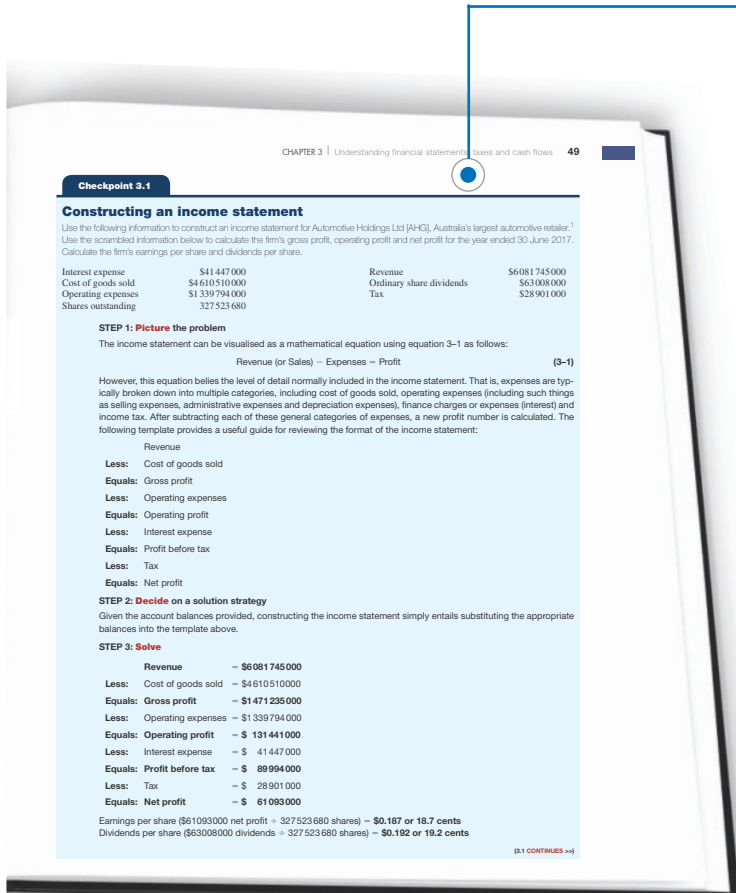 CHAPTER 3 | Understanding financial statements, taxes and cash flows 49
Checkpoint 3.1
Constructing an income statement
Use the following information to construct an income statement for Automotive Holdings Ltd [AHG], Australia's largest automotive retailer.1
Use the scrambled information below to calculate the firm's gross profit, operating profit and net profit for the year ended 30 June 2017.
Calculate the firm's earnings per share and dividends per share.
Interest expense $41 447 000 Revenue $6 081 745 000
Cost of goods sold $4 610 510 000 Ordinary share dividends $63 008 000
Operating expenses $1 339 794 000 Tax $28 901 000
Shares outstanding 327 523 680
STEP 1: Picture the problem
The income statement can be visualised as a mathematical equation using equation 3–1 as follows:
Revenue (or Sales) − Expenses = Profit (3–1)
However, this equation belies the level of detail normally included in the income statement. That is, expenses are typ-
ically broken down into multiple categories, including cost of goods sold, operating expenses (including such things
as selling expenses, administrative expenses and depreciation expenses), finance charges or expenses (interest) and
income tax. After subtracting each of these general categories of expenses, a new profit number is calculated. The
following template provides a useful guide for reviewing the format of the income statement:
Revenue
Less: Cost of goods sold
Equals: Gross profit
Less: Operating expenses
Equals: Operating profit
Less: Interest expense
Equals: Profit before tax
Less: Tax
Equals: Net profit
STEP 2: Decide on a solution strategy
Given the account balances provided, constructing the income statement simply entails substituting the appropriate
balances into the template above.
STEP 3: Solve
Revenue = $6 081 745 000
Less: Cost of goods sold = $4 610 510 000
Equals: Gross profit = $1 471 235 000
Less: Operating expenses = $1 339 794 000
Equals: Operating profit = $ 131 441 000
Less: Interest expense = $ 41 447 000
Equals: Profit before tax = $ 89 994 000
Less: Tax = $ 28 901 000
Equals: Net profit = $ 61 093 000
Earnings per share ($61 093 000 net profit ÷ 327 523 680 shares) = $0.187 or 18.7 cents
Dividends per share ($63 008 000 dividends ÷ 327 523 680 shares) = $0.192 or 19.2 cents
(3.1 CONTINUES >>)